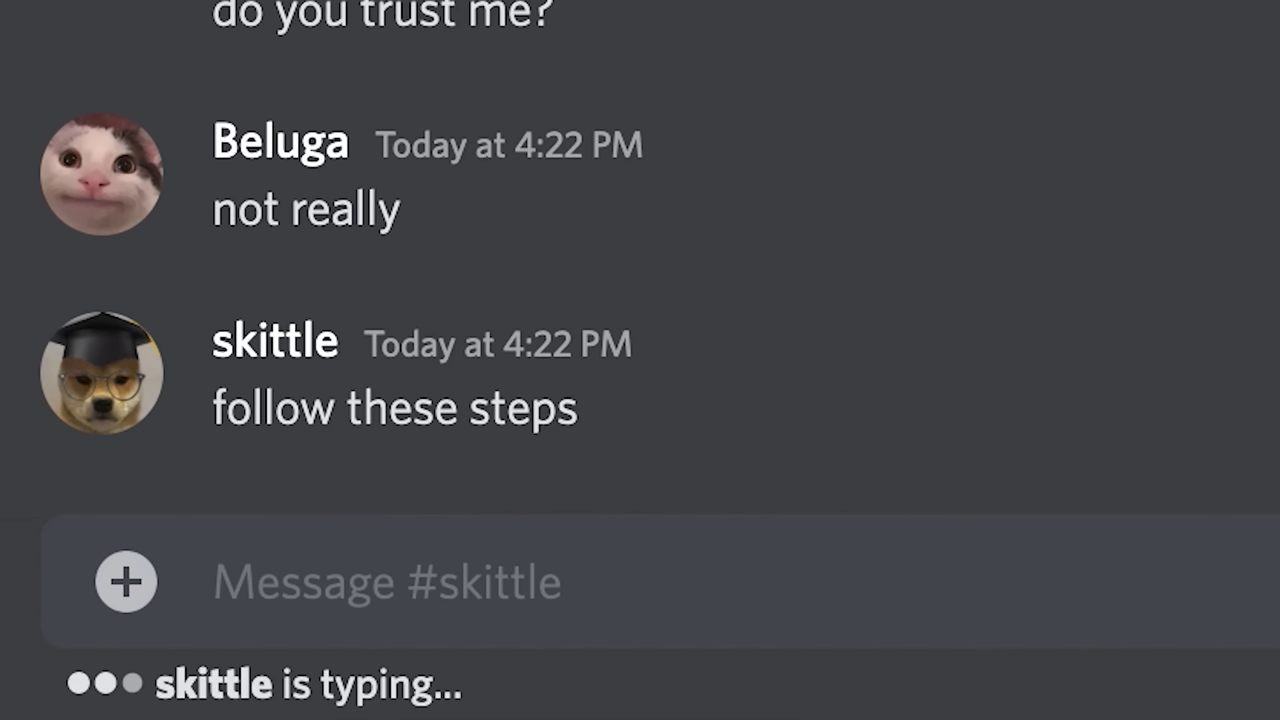 do you trust me?
Beluga Today at 4:22 PM
not really
skittle Today at 4:22 PM
follow these steps
Message #skittle
skittle is typing...